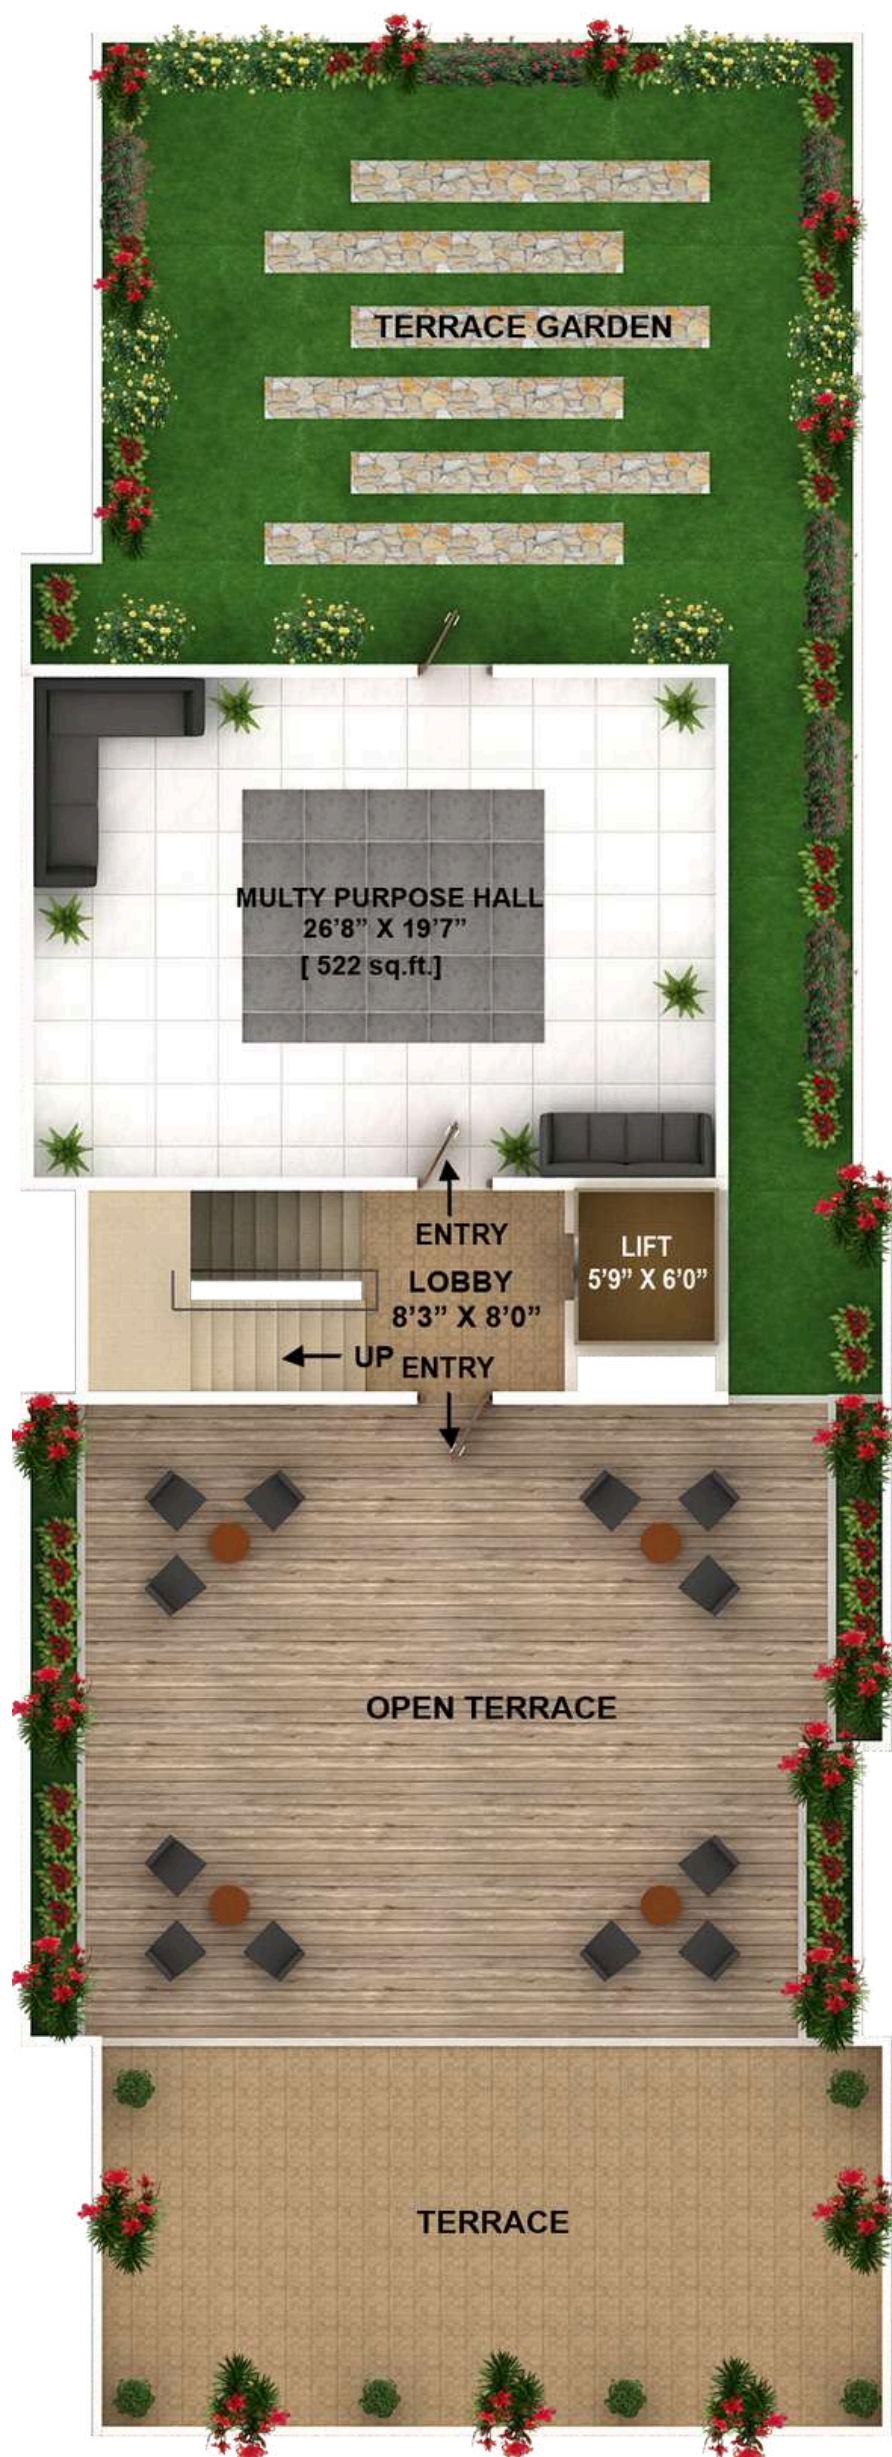 TERRACE GARDEN
MULTY PURPOSE HALL
26’8” X 19’7”
[ 522 sq.ft.]
ENTRY
LIFT
5’9” X 6’0”
LOBBY
8’3” X 8’0”
UP
ENTRY
OPEN TERRACE
TERRACE